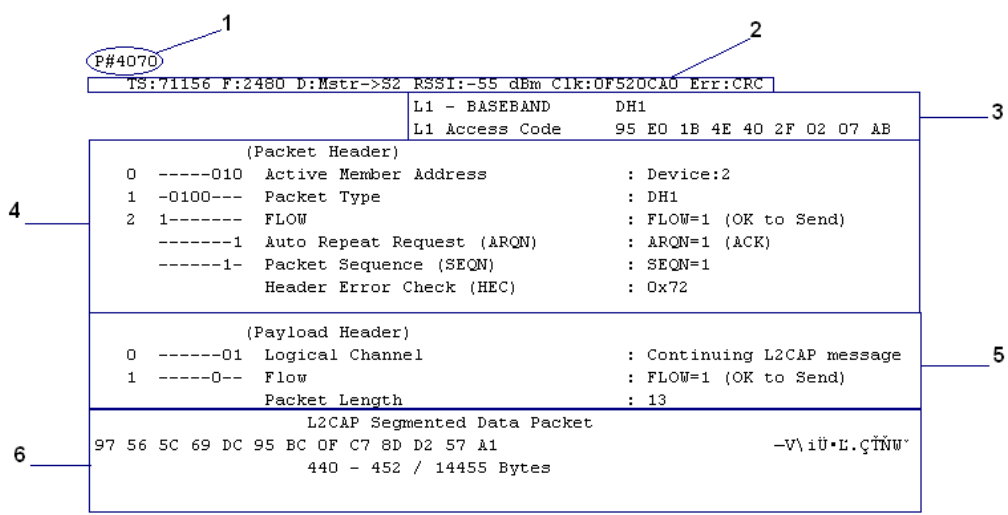 1
2
P#4070
TS:71156 F:2480 D:Mstr->S2 RSSI:-55 dBm Clk:0F520CA0 Err:CRC
L1 - BASEBAND DH1
3
L1 Access Code 95 E0 1B 4E 40 2F 02 07 AB
(Packet Header)
0 -----010 Active Member Address : Device:2
1 -0100--- Packet Type : DH1
4
2 1------- FLOW : FLOW=1 (OK to Send)
-------1 Auto Repeat Request (ARQN) : ARQN=1 (ACK)
------1- Packet Sequence (SEQN) : SEQN=1
Header Error Check (HEC) : 0x72
(Payload Header)
0 ------01 Logical Channel : Continuing L2CAP message
5
1 -----0-- Flow : FLOW=1 (OK to Send)
Packet Length : 13
L2CAP Segmented Data Packet
97 56 5C 69 DC 95 BC 0F C7 8D D2 57 A1 —V\iÜ•Ľ.ÇŤŇWˇ
6
440 - 452 / 14455 Bytes